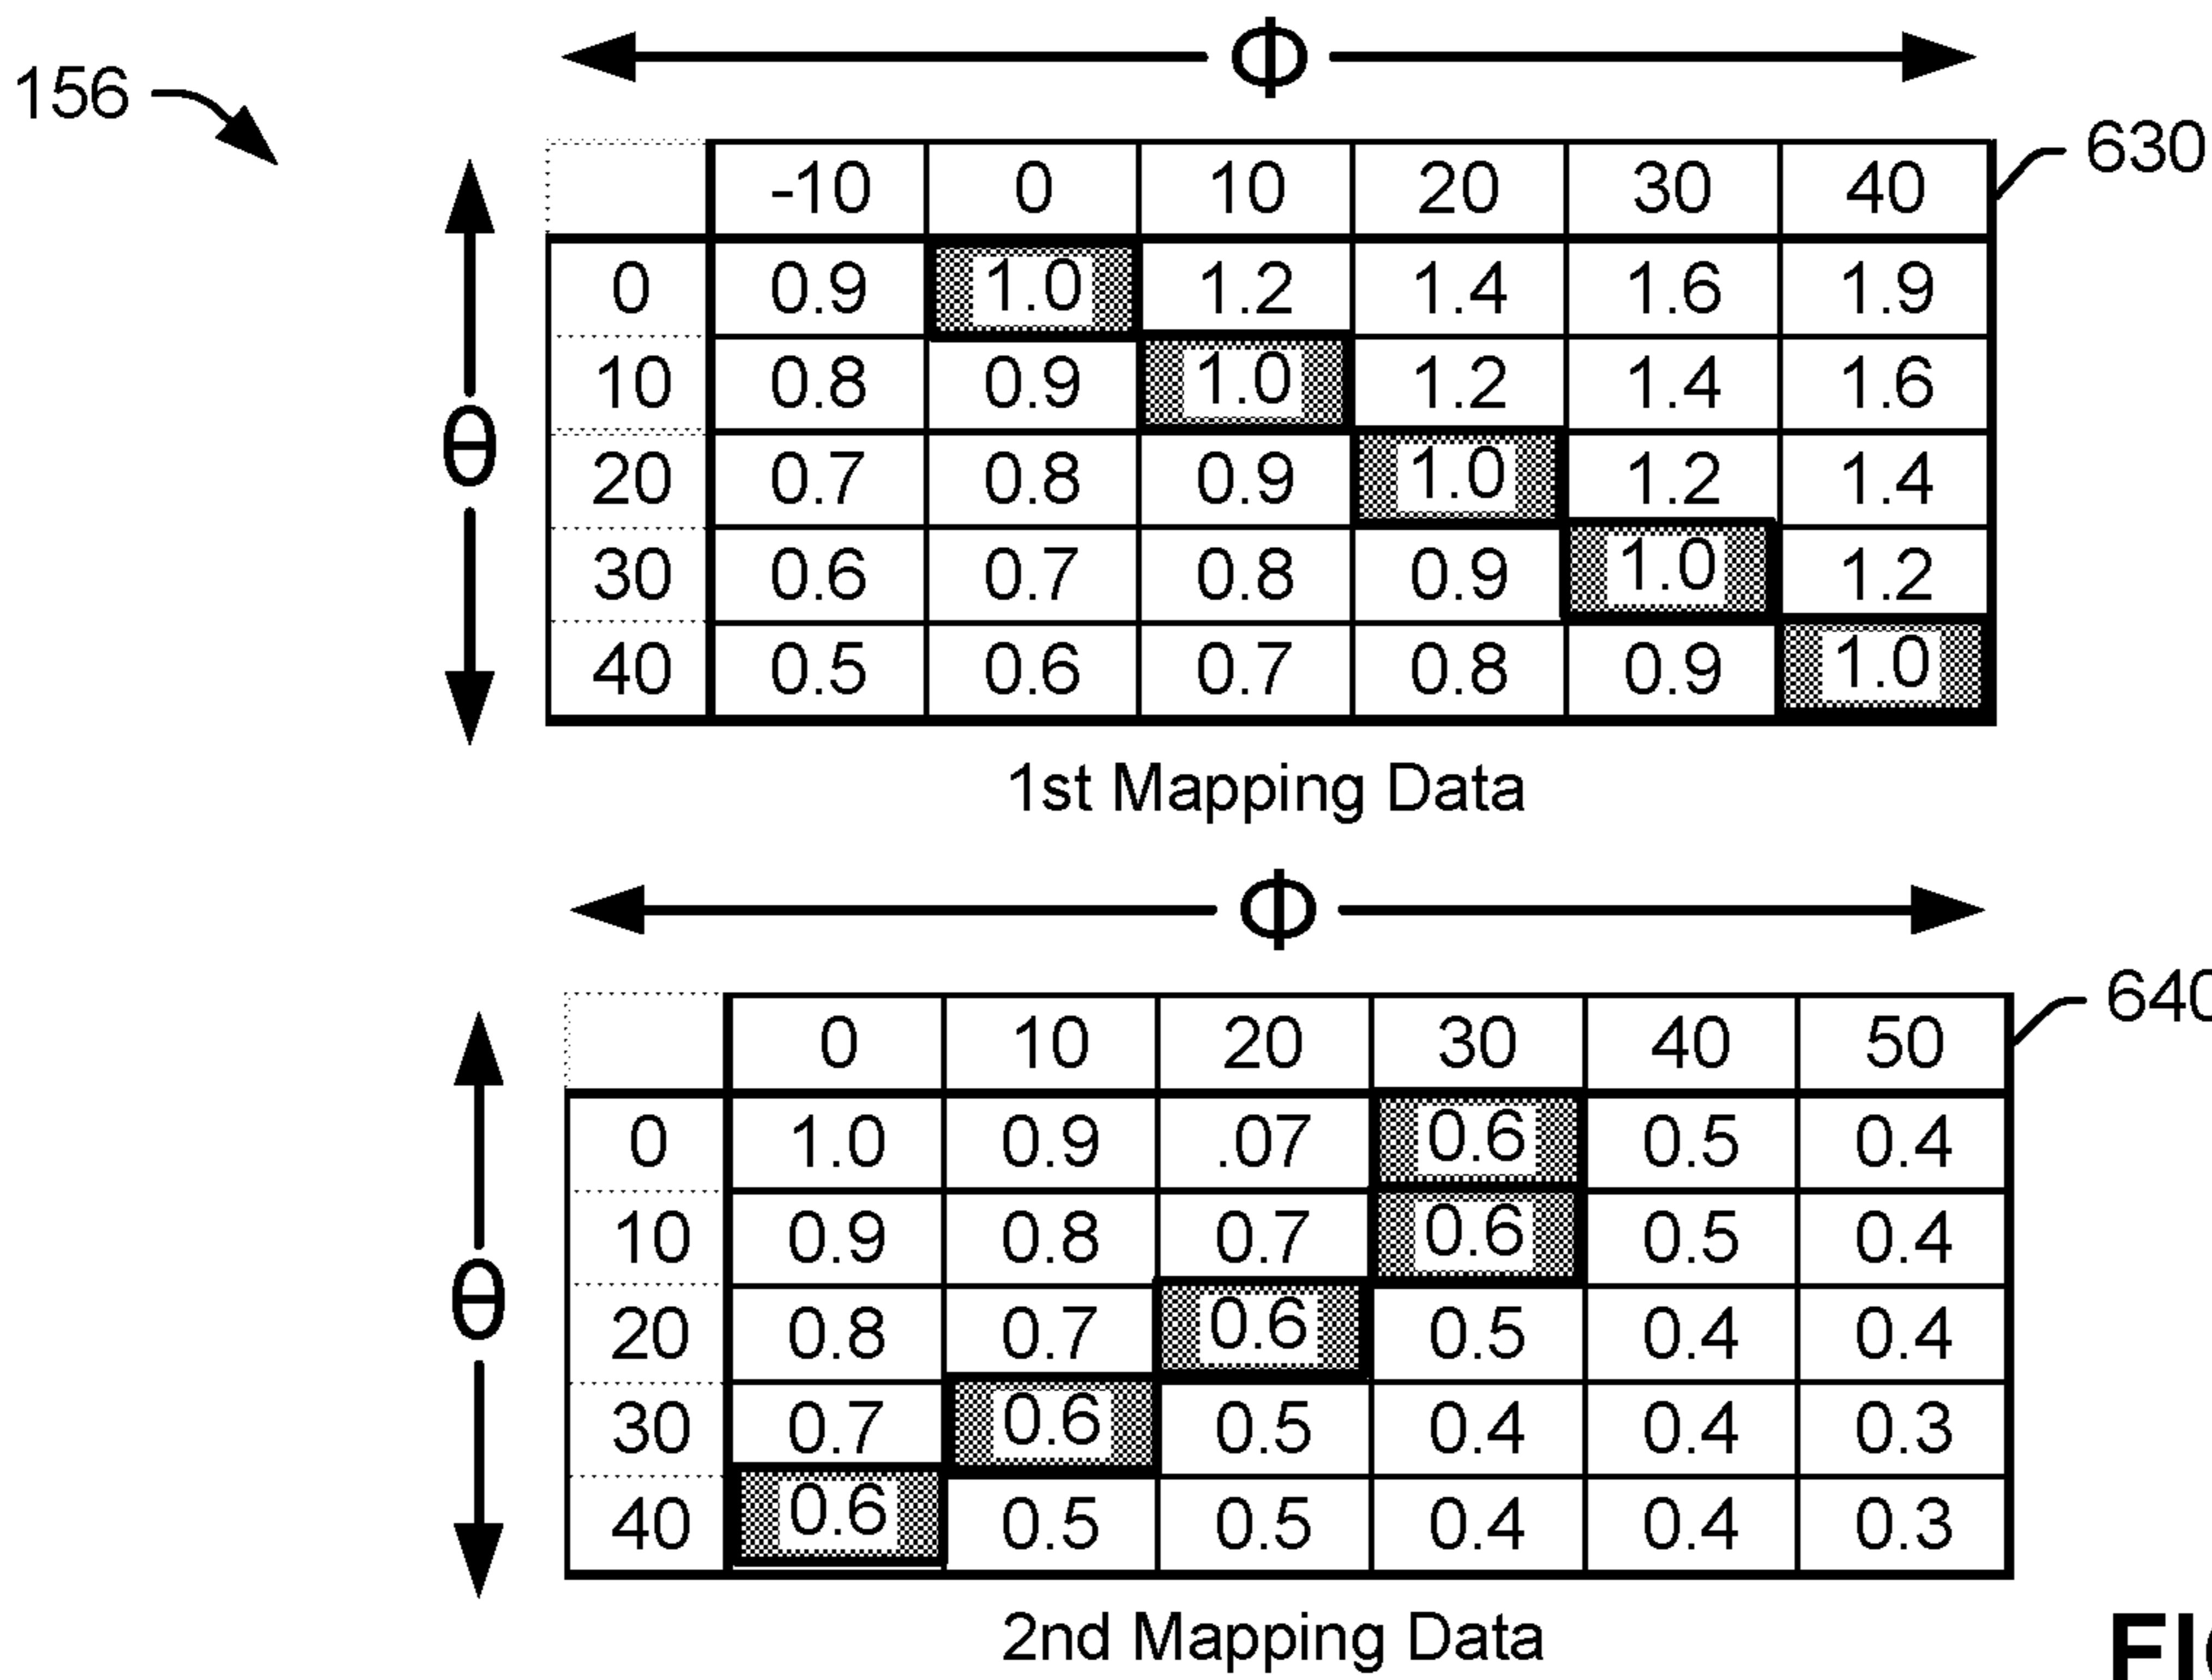 Φ
156
630
-10 0 10 20 30 40
0 0.9 1.0 1.2 1.4 1.6 1.9
10 0.8 0.9 1.0 1.2 1.4 1.6
θ
20 0.7 0.8 0.9 1.0 1.2 1.4
30 0.6 0.7 0.8 0.9 1.0 1.2
40 0.5 0.6 0.7 0.8 0.9 1.0
1st Mapping Data
Φ
640
0 10 20 30 40 50
0 1.0 0.9 .07 0.6 0.5 0.4
10 0.9 0.8 0.7 0.6 0.5 0.4
θ
20 0.8 0.7 0.6 0.5 0.4 0.4
30 0.7 0.6 0.5 0.4 0.4 0.3
40 0.6 0.5 0.5 0.4 0.4 0.3
2nd Mapping Data
FIG